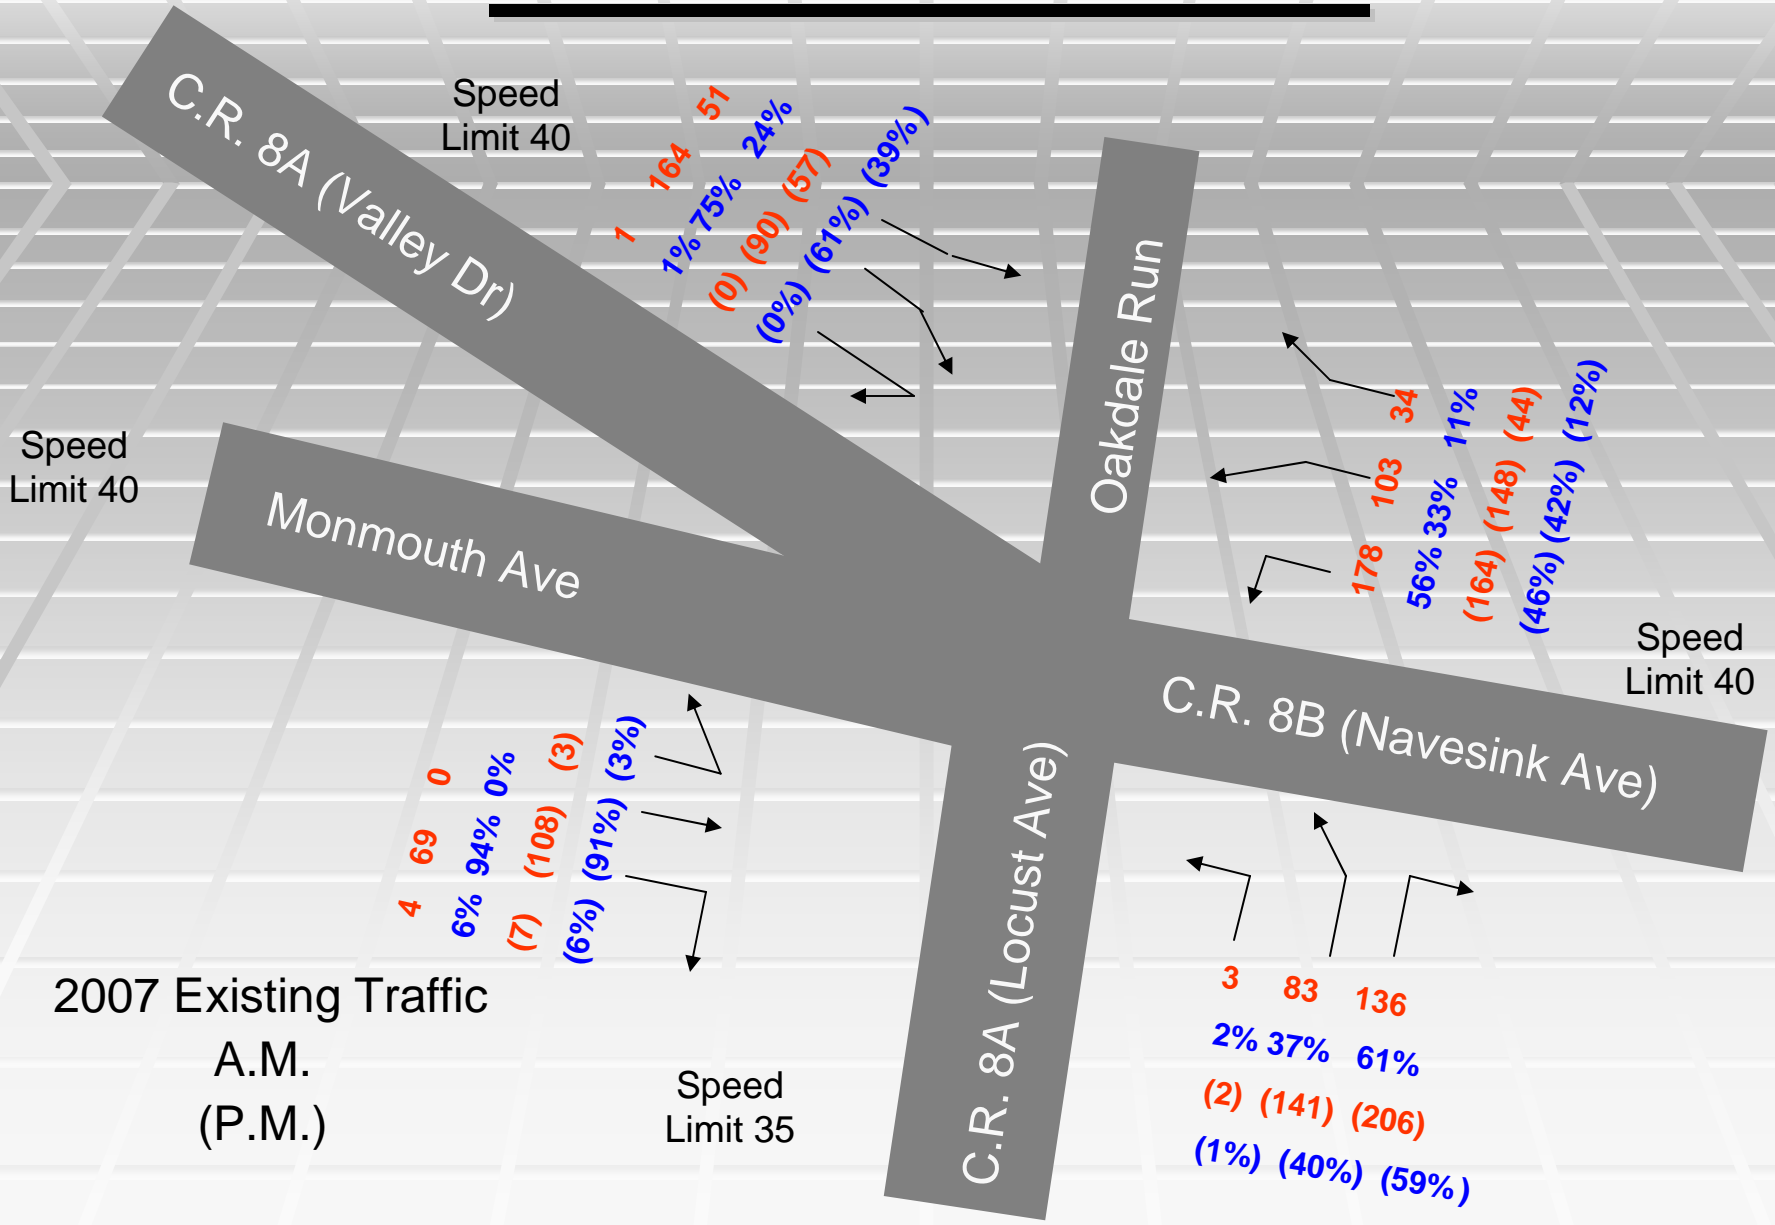 C.R. 8A (Valley Dr)
Speed
Limit 40
1 164 51
1% 75% 24%
(0) (90) (57)
(0%) (61%) (39%)
Oakdale Run
34 11% (44) (12%)
103 33% (148) (42%)
178 56% (164) (46%)
Speed
Limit 40
Monmouth Ave
Speed
Limit 40
C.R. 8B (Navesink Ave)
4 69 0
6% 94% 0%
(7) (108) (3)
(6%) (91%) (3%)
C.R. 8A (Locust Ave)
3 83 136
2% 37% 61%
(2) (141) (206)
(1%) (40%) (59%)
2007 Existing Traffic
A.M.
(P.M.)
Speed
Limit 35